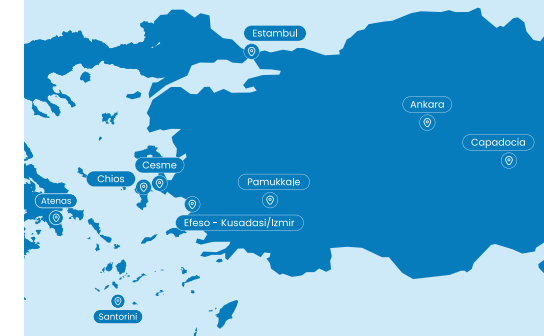 Estambul
Ankara
Capadocia
Cesme
Chios
Pamukkale
Atenas
Efeso - Kusadasi/Izmir
Santorini